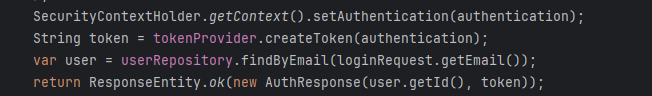 SecurityContextHolder.getContext().setAuthentication(authentication);
String token = tokenProvider.createToken(authentication);
var user = userRepository.findByEmail(loginRequest.getEmail());
return ResponseEntity.ok(new AuthResponse(user.getId(), token));